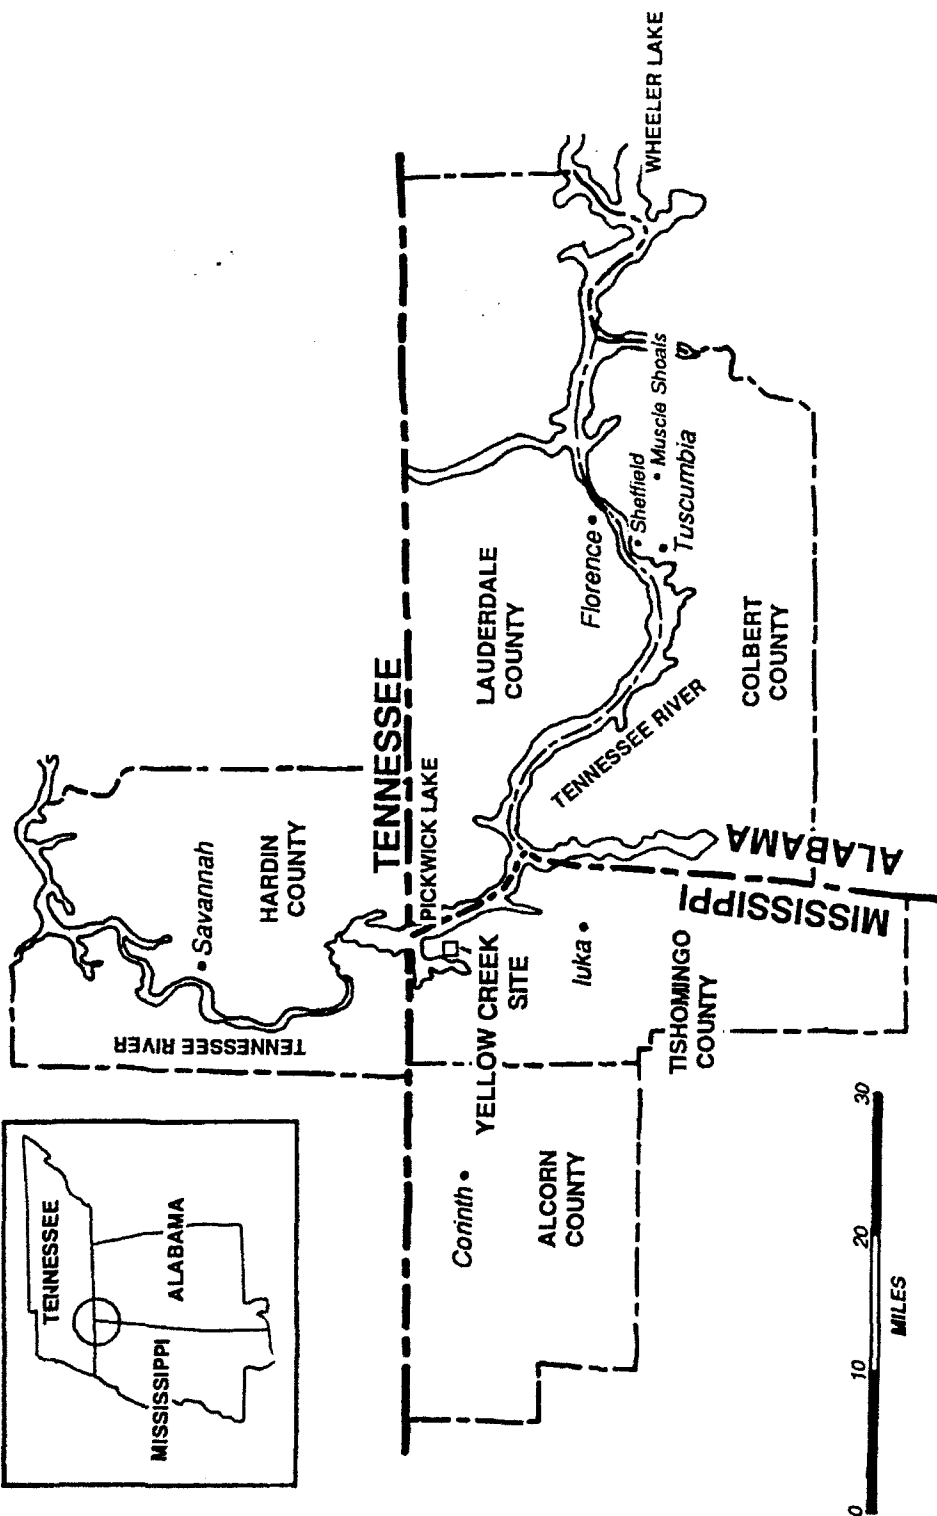 TENNESSEE
MISSISSIPPI
ALABAMA
TENNESSEE RIVER
Savannah
HARDIN
COUNTY
TENNESSEE
PICKWICK LAKE
YELLOW CREEK
SITE
Corinth
ALCORN
COUNTY
Iuka
TISHOMINGO
COUNTY
MISSISSIPPI
ALABAMA
LAUDERDALE
COUNTY
Florence
Sheffield
Muscle Shoals
Tuscumbia
TENNESSEE RIVER
COLBERT
COUNTY
WHEELER LAKE
0 10 20 30
MILES